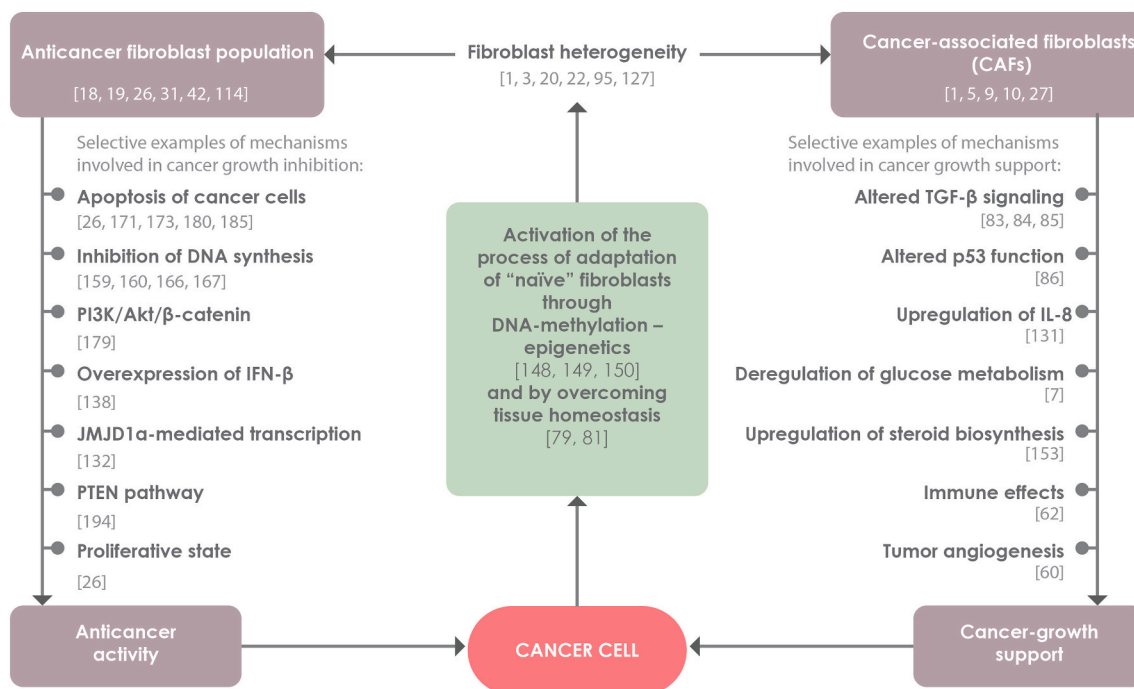 Anticancer fibroblast population
[18, 19, 26, 31, 42, 114]
Fibroblast heterogeneity
[1, 3, 20, 22, 95, 127]
Cancer-associated fibroblasts
(CAFs)
[1, 5, 9, 10, 27]
Selective examples of mechanisms
involved in cancer growth inhibition:
Apoptosis of cancer cells
[26, 171, 173, 180, 185]
Inhibition of DNA synthesis
[159, 160, 166, 167]
PI3K/Akt/β-catenin
[179]
Overexpression of IFN-β
[138]
JMJD1a-mediated transcription
[132]
PTEN pathway
[194]
Proliferative state
[26]
Anticancer
activity
Activation of the
process of adaptation
of “naïve” fibroblasts
through
DNA-methylation –
epigenetics
[148, 149, 150]
and by overcoming
tissue homeostasis
[79, 81]
CANCER CELL
Selective examples of mechanisms
involved in cancer growth support:
Altered TGF-β signaling
[83, 84, 85]
Altered p53 function
[86]
Upregulation of IL-8
[131]
Deregulation of glucose metabolism
[7]
Upregulation of steroid biosynthesis
[153]
Immune effects
[62]
Tumor angiogenesis
[60]
Cancer-growth
support